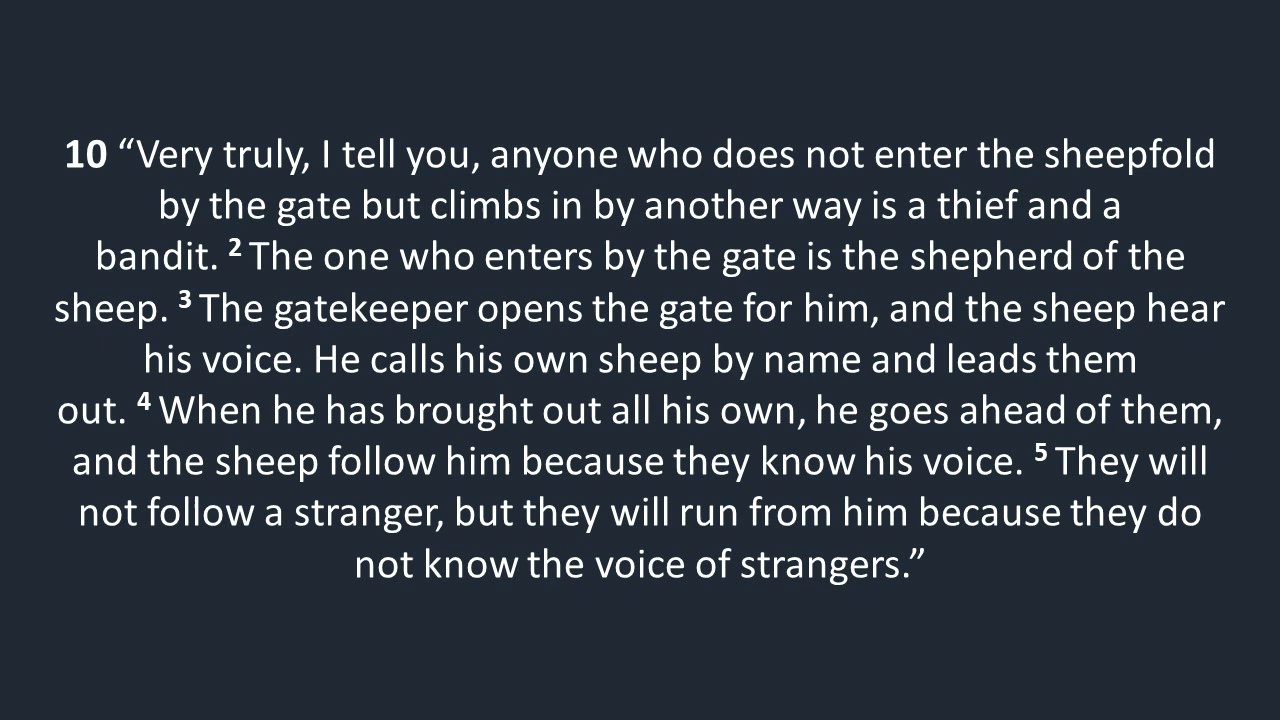 10 “Very truly, I tell you, anyone who does not enter the sheepfold
by the gate but climbs in by another way is a thief and a
bandit. 2 The one who enters by the gate is the shepherd of the
sheep. 3 The gatekeeper opens the gate for him, and the sheep hear
his voice. He calls his own sheep by name and leads them
out. 4 When he has brought out all his own, he goes ahead of them,
and the sheep follow him because they know his voice. 5 They will
not follow a stranger, but they will run from him because they do
not know the voice of strangers.”